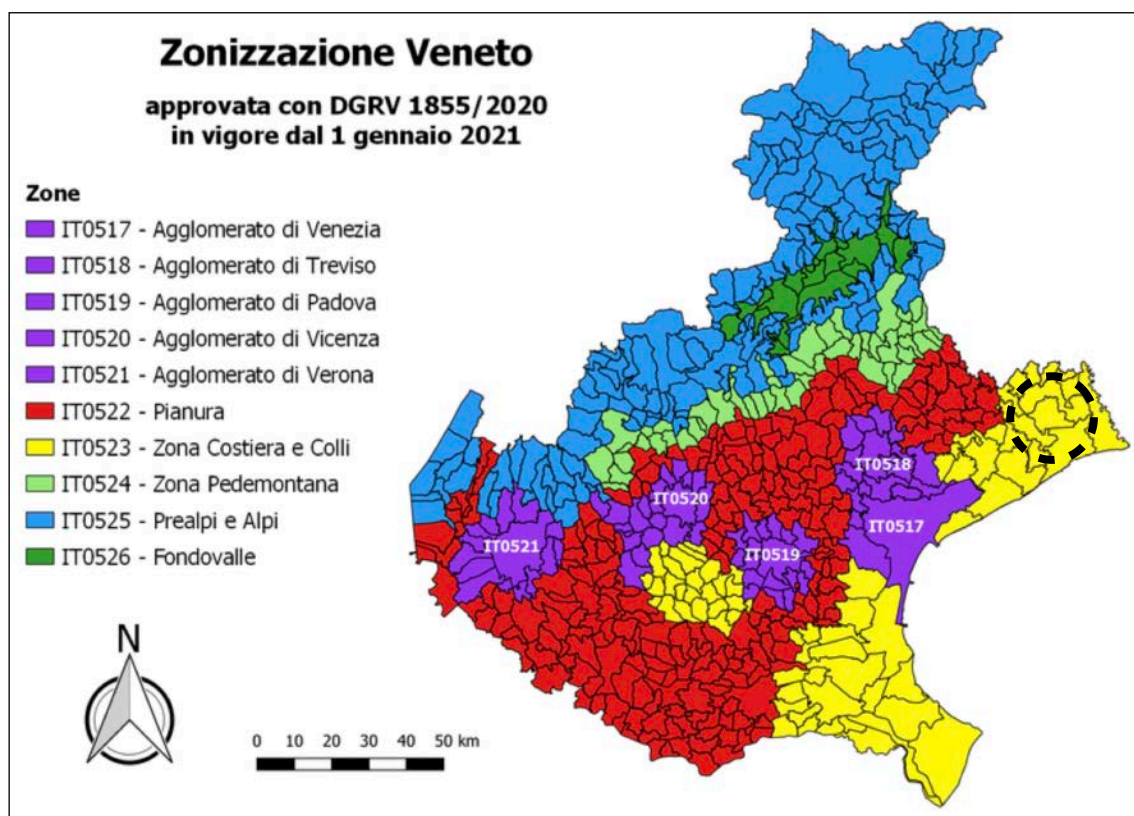 Zonizzazione Veneto
approvata con DGRV 1855/2020
in vigore dal 1 gennaio 2021
Zone
IT0517 - Agglomerato di Venezia
IT0518 - Agglomerato di Treviso
IT0519 - Agglomerato di Padova
IT0520 - Agglomerato di Vicenza
IT0521 - Agglomerato di Verona
IT0522 - Pianura
IT0523 - Zona Costiera e Colli
IT0524 - Zona Pedemontana
IT0525 - Prealpi e Alpi
IT0526 - Fondovalle
IT0518
IT0520
IT0517
IT0521
IT0519
N
0 10 20 30 40 50 km